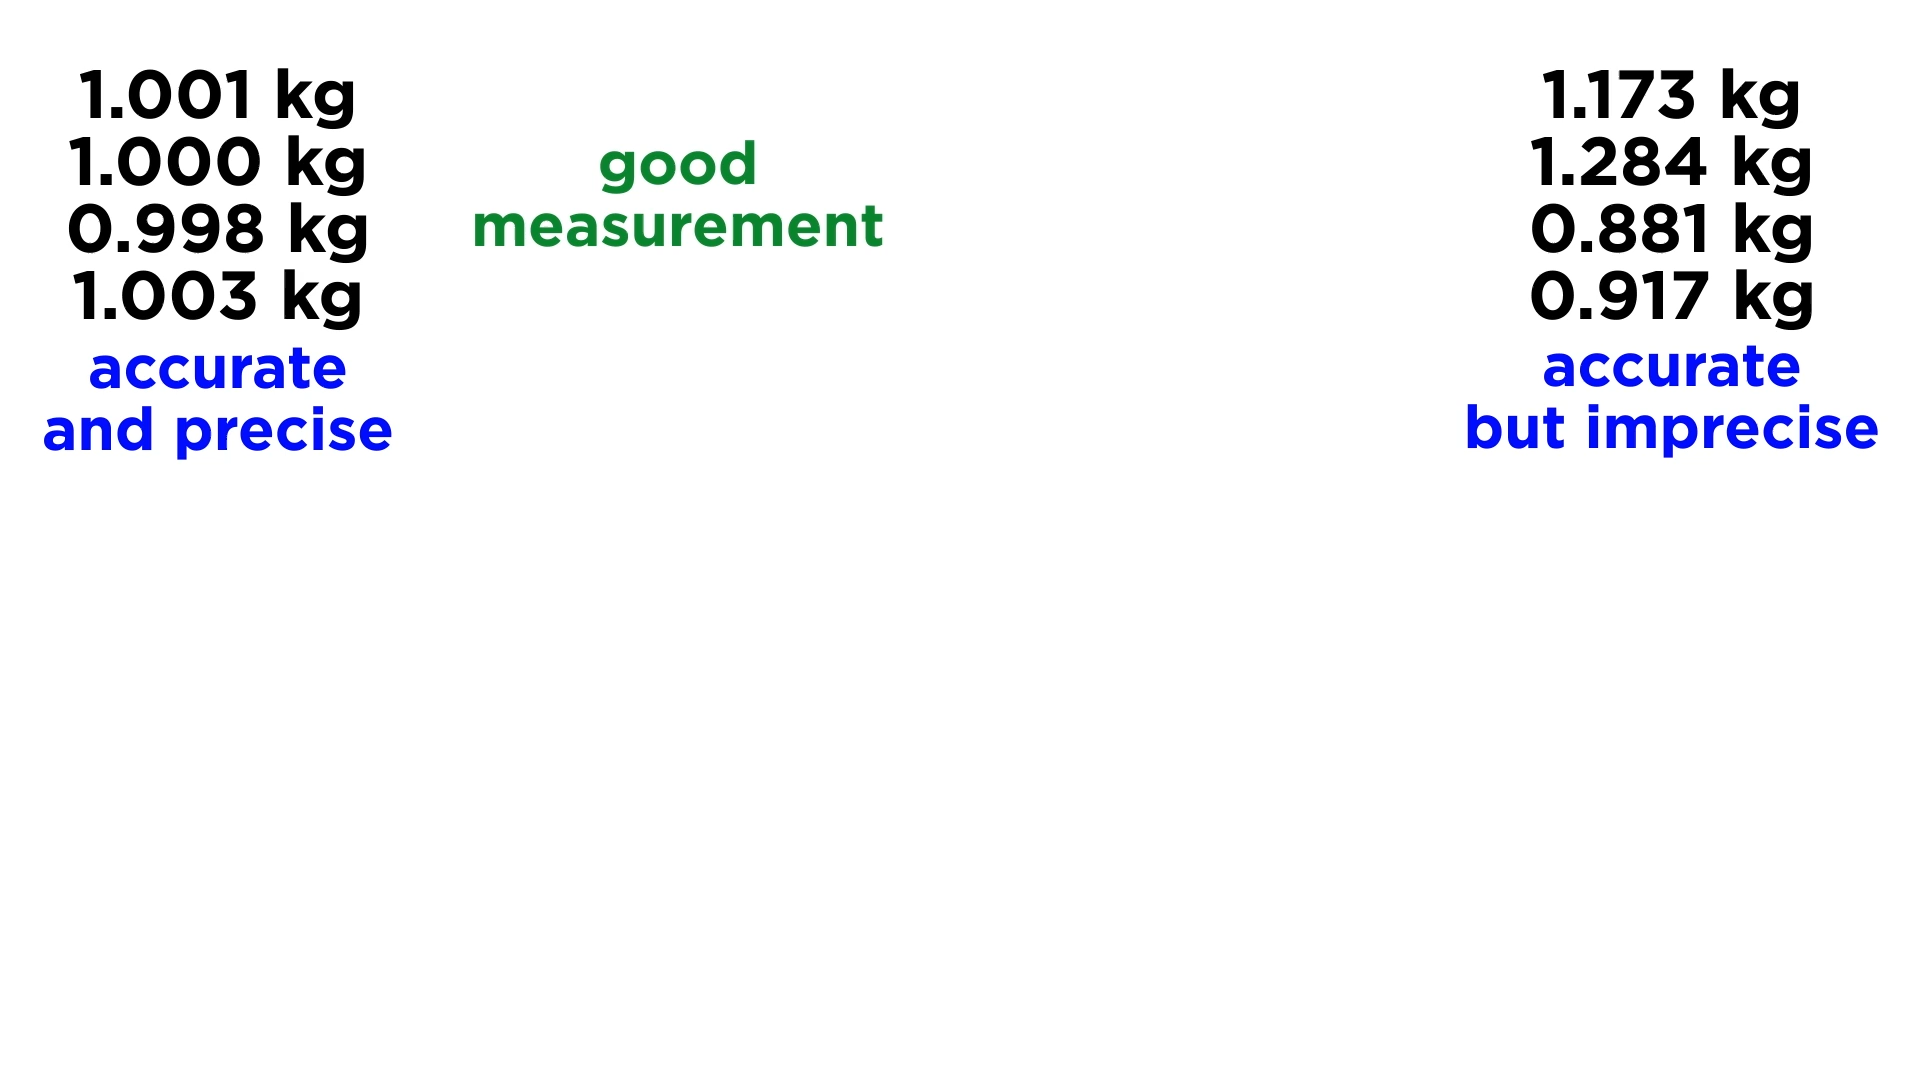 1.001 kg
1.000 kg
0.998 kg
1.003 kg
accurate
and precise
good
measurement
1.173 kg
1.284 kg
0.881 kg
0.917 kg
accurate
but imprecise